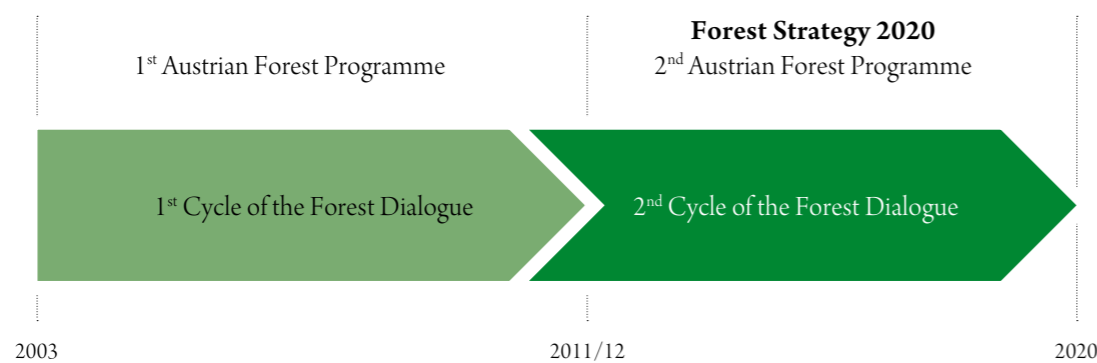 Forest Strategy 2020
1st Austrian Forest Programme
2nd Austrian Forest Programme
1st Cycle of the Forest Dialogue
2nd Cycle of the Forest Dialogue
2003
2011/12
2020